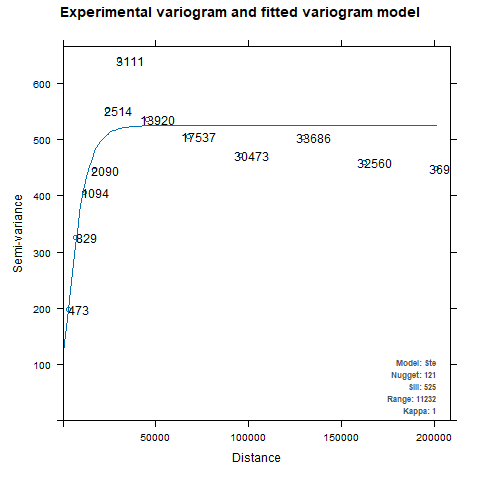 Experimental variogram and fitted variogram model
3111
600
2514
13920
500
17537
33686
30473
32560
2090
369
400
1094
Semi-variance
300
829
200
473
100
Model: Ste
Nugget: 121
Sill: 525
Range: 11232
Kappa: 1
50000 100000 150000 200000
Distance